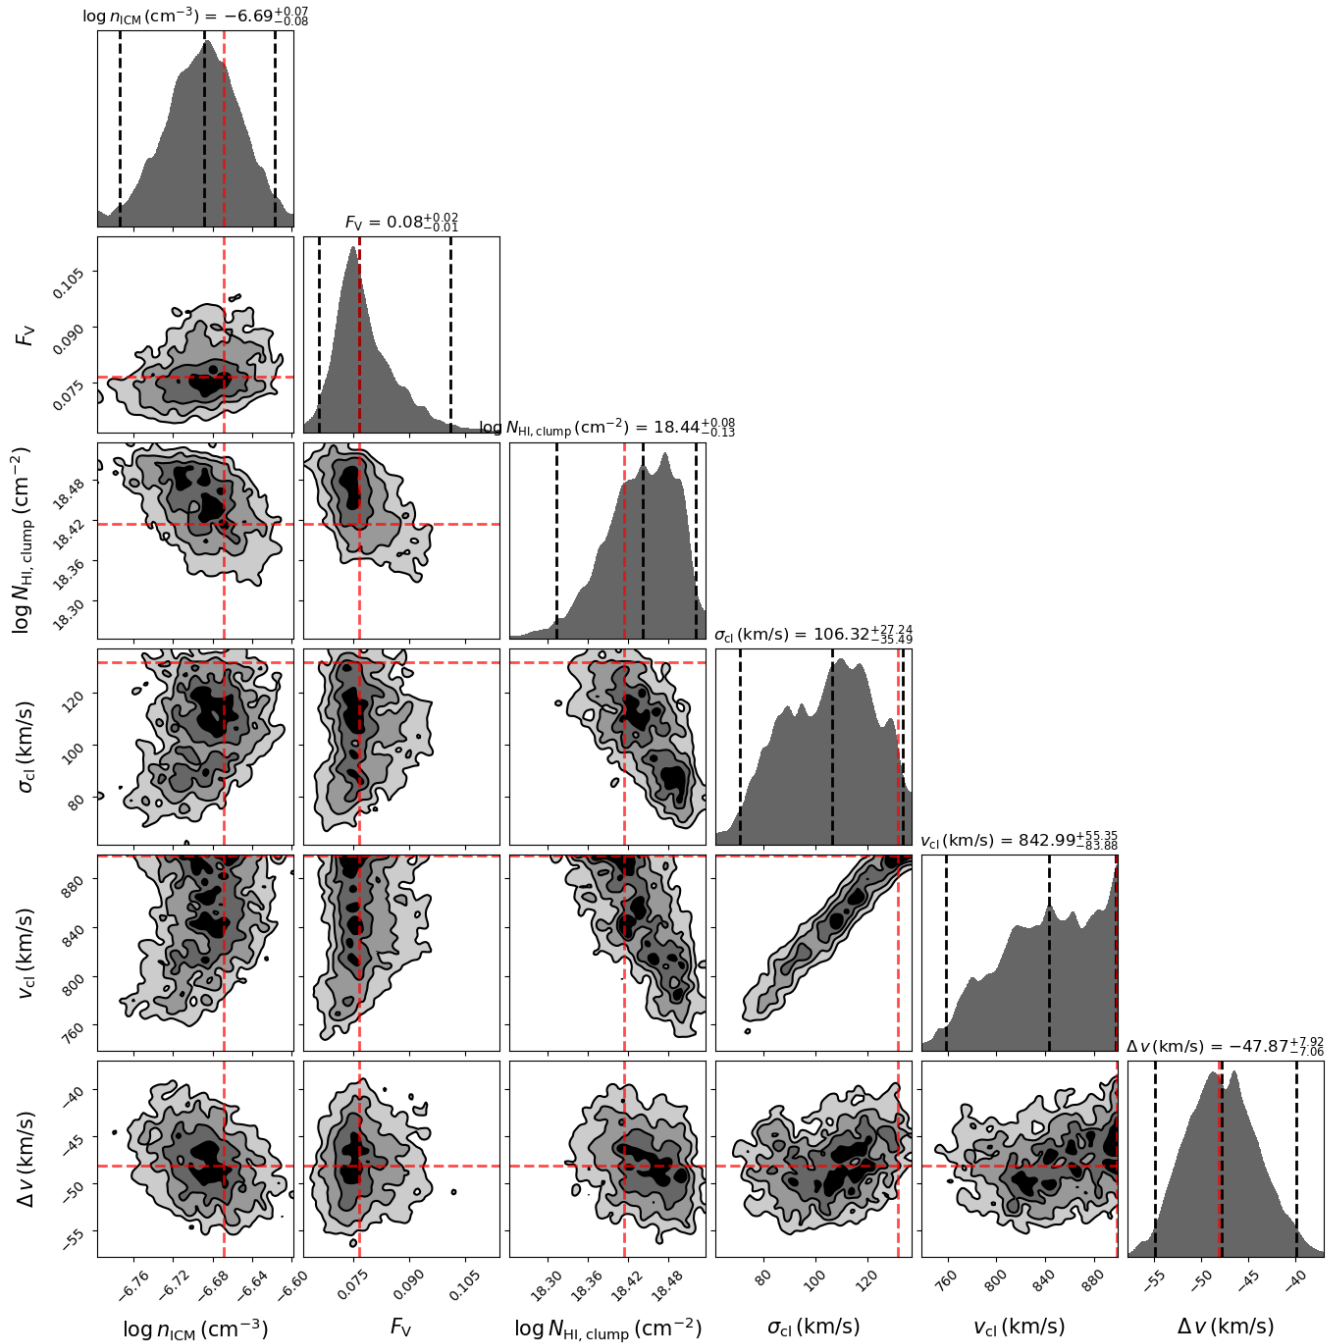 log n_ICM (cm⁻³) = −6.69 +0.07 −0.08
F_V = 0.08 +0.02 −0.01
0.105
0.090
0.075
F_V
log N_HI, clump (cm⁻²) = 18.44 +0.08 −0.13
18.48
18.42
18.36
18.30
log N_HI, clump (cm⁻²)
σ_cl (km/s) = 106.32 +27.24 −35.49
120
100
80
σ_cl (km/s)
v_cl (km/s) = 842.99 +55.35 −83.88
880
840
800
760
v_cl (km/s)
Δ v (km/s) = −47.87 +7.92 −7.06
−40
−45
−50
−55
Δ v (km/s)
−6.76 −6.72 −6.68 −6.64 −6.60 0.075 0.090 0.105 18.30 18.36 18.42 18.48 80 100 120 760 800 840 880 −55 −50 −45 −40
log n_ICM (cm⁻³) F_V log N_HI, clump (cm⁻²) σ_cl (km/s) v_cl (km/s) Δ v (km/s)